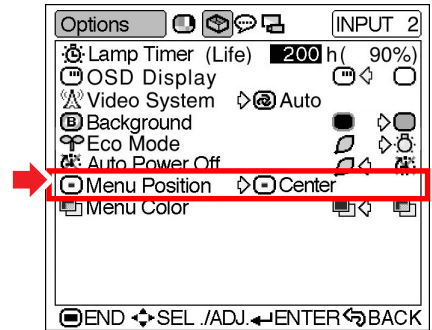 Options INPUT 2
Lamp Timer (Life) 200 h( 90%)
OSD Display
Video System Auto
B Background
Eco Mode
Auto Power Off
Menu Position Center
Menu Color
END SEL ./ADJ. ENTER BACK